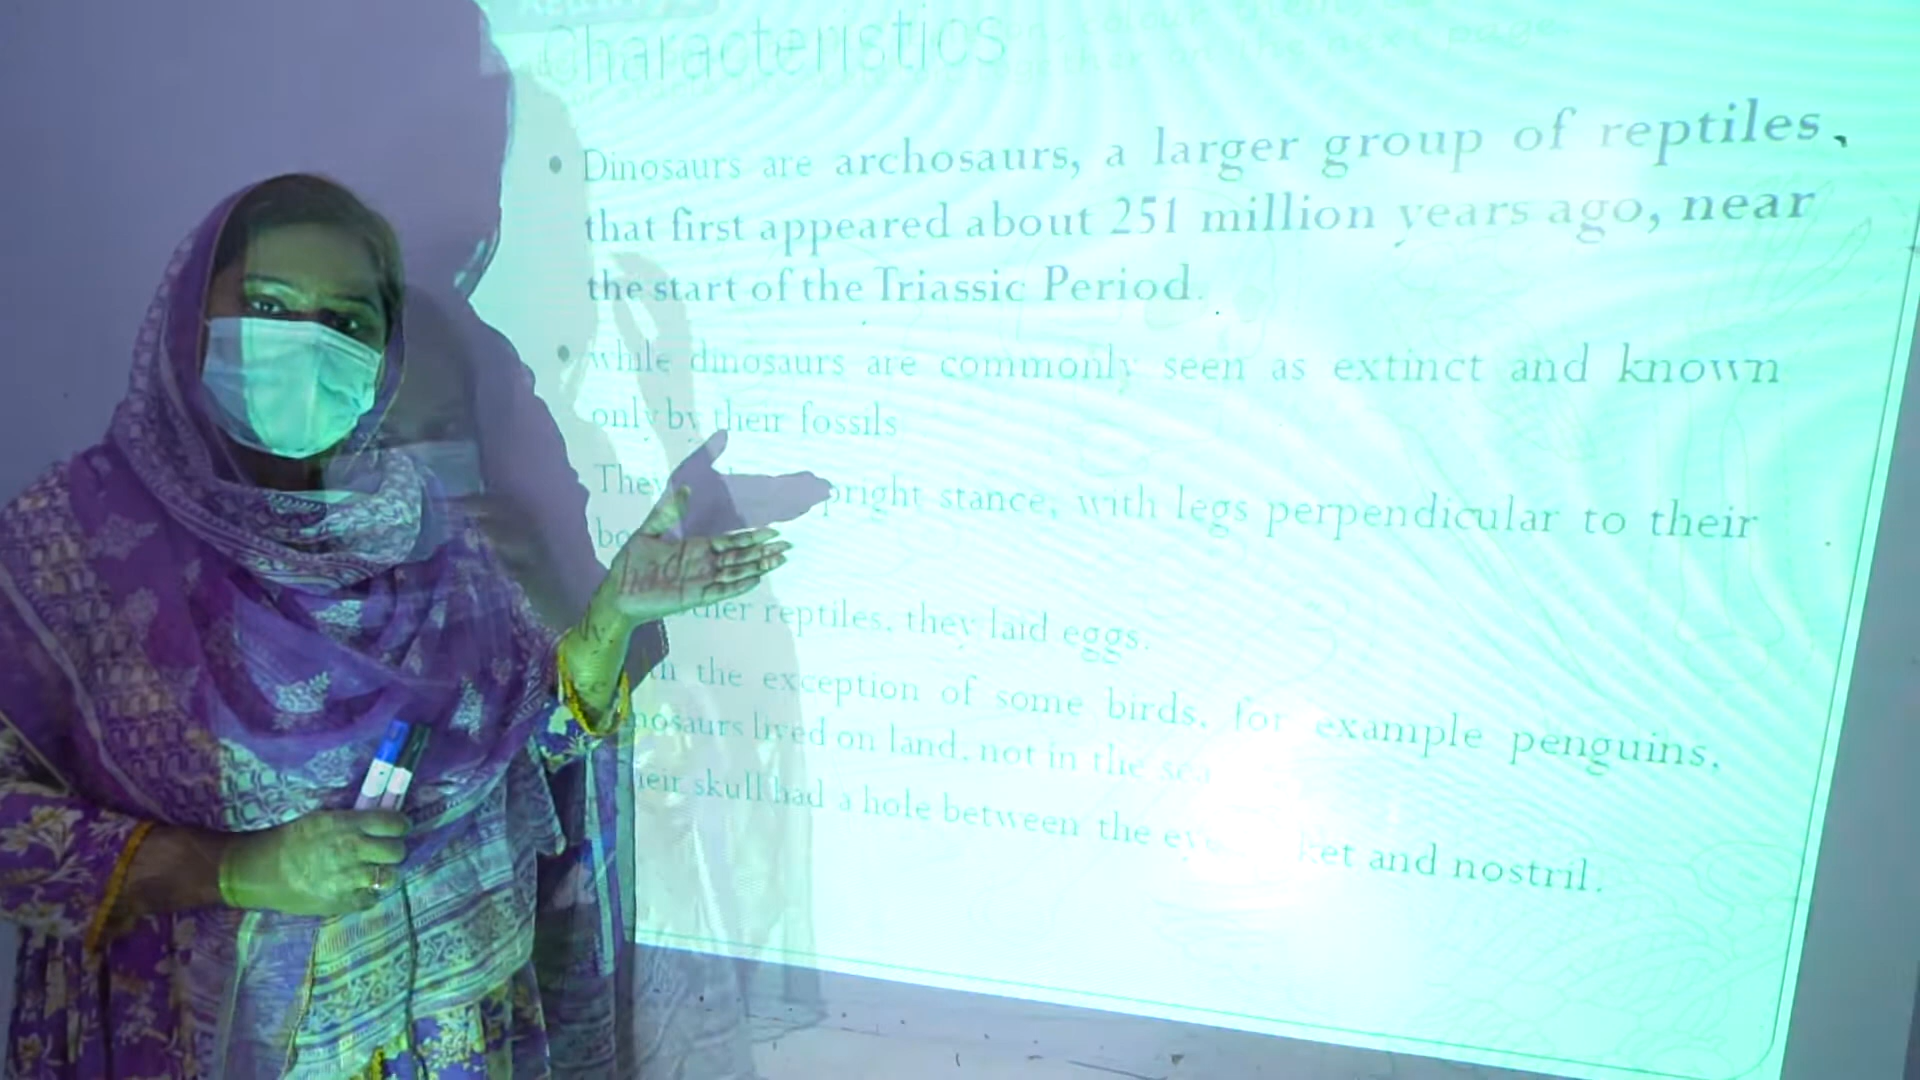 Characteristics
• Dinosaurs are archosaurs, a larger group of reptiles,
that first appeared about 251 million years ago, near
the start of the Triassic Period.
• while dinosaurs are commonly seen as extinct and known
only by their fossils
They had upright stance, with legs perpendicular to their
reptiles, they laid eggs.
the exception of some birds, for example penguins,
lived on land, not in the sea
skull had a hole between the and nostril.